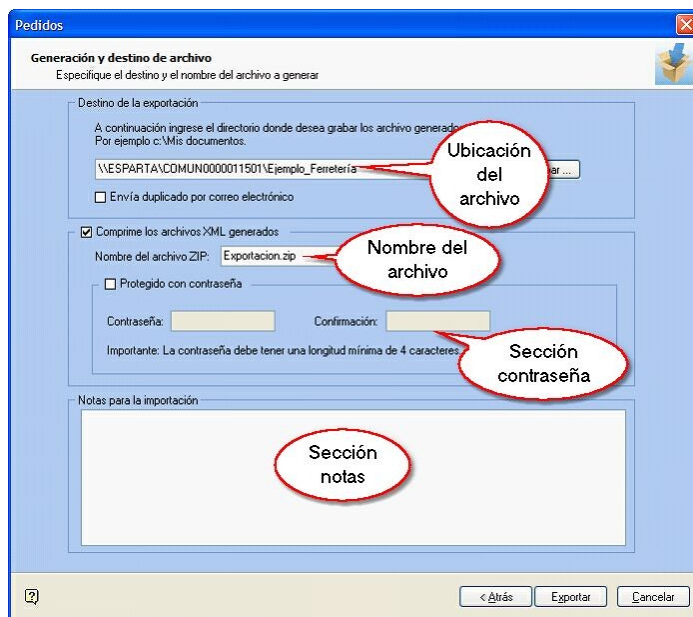 Pedidos
Generación y destino de archivo
Especifique el destino y el nombre del archivo a generar
Destino de la exportación
A continuación ingrese el directorio donde desea grabar los archivo
Por ejemplo c:\Mis documentos.
\\ESPARTA\COMUN0000011501\Ejemplo_Ferretería
Ubicación
del
archivo
Envía duplicado por correo electrónico
Comprime los archivos XML generados
Nombre del archivo ZIP: Exportacion.zip
Nombre del
archivo
Protegido con contraseña
Contraseña:
Confirmación:
Importante: La contraseña debe tener una longitud mínima de 4 caracteres.
Sección
contraseña
Notas para la importación
Sección
notas
< Atrás
Exportar
Cancelar